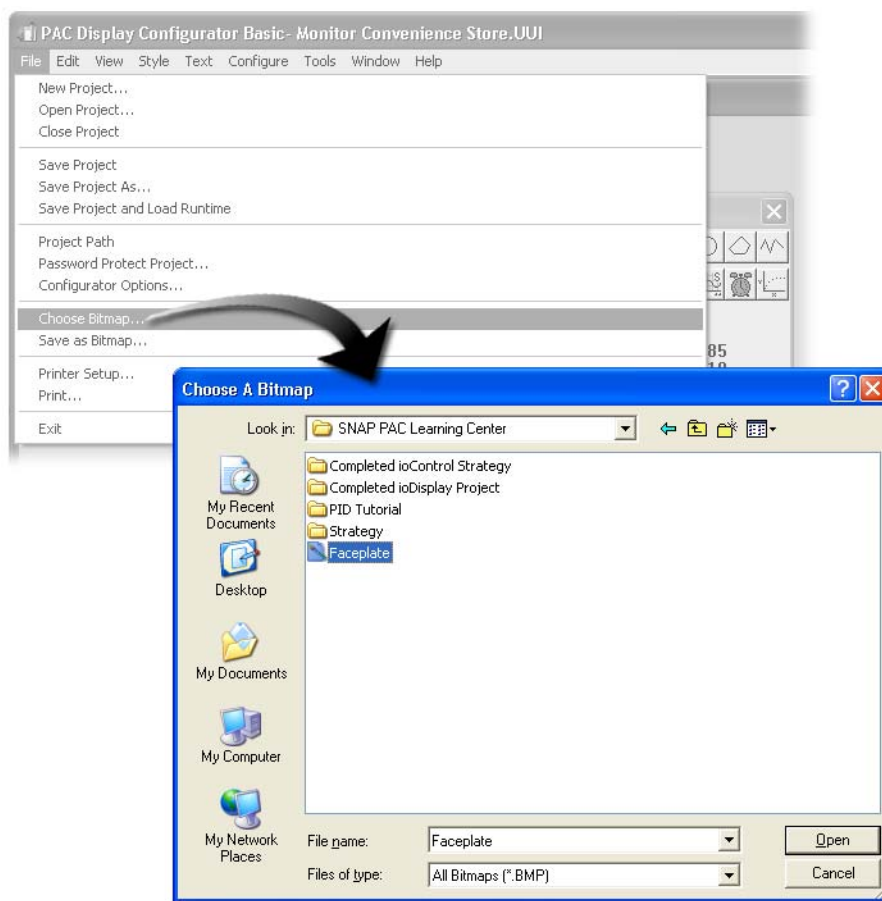 PAC Display Configurator Basic- Monitor Convenience Store.UUI
File Edit View Style Text Configure Tools Window Help
New Project...
Open Project...
Close Project
Save Project
Save Project As...
Save Project and Load Runtime
Project Path
Password Protect Project...
Configurator Options...
Choose Bitmap...
Save as Bitmap...
85
Printer Setup...
Print...
Exit
Choose A Bitmap
Look in: SNAP PAC Learning Center
My Recent Documents
Desktop
My Documents
My Computer
My Network Places
Completed ioControl Strategy
Completed ioDisplay Project
PID Tutorial
Strategy
Faceplate
File name: Faceplate Open
Files of type: All Bitmaps (*.BMP) Cancel